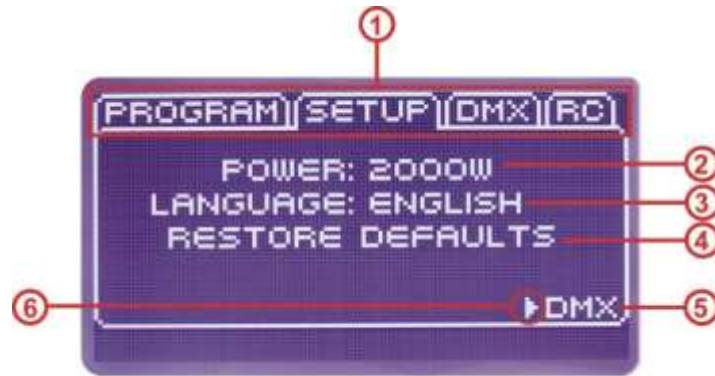 1
PROGRAM SETUP DMX RC
POWER: 2000W 2
LANGUAGE: ENGLISH 3
RESTORE DEFAULTS 4
6 DMX 5